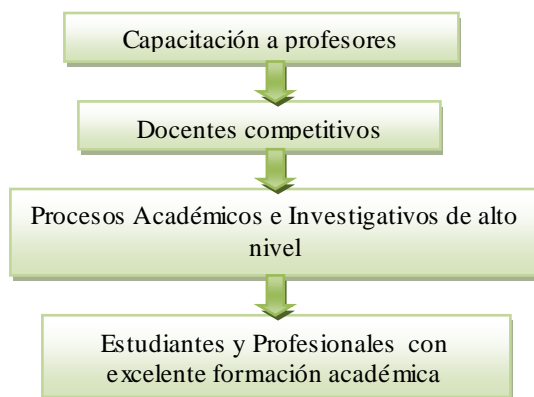 Capacitación a profesores
Docentes competitivos
Procesos Académicos e Investigativos de alto
nivel
Estudiantes y Profesionales con
excelente formación académica